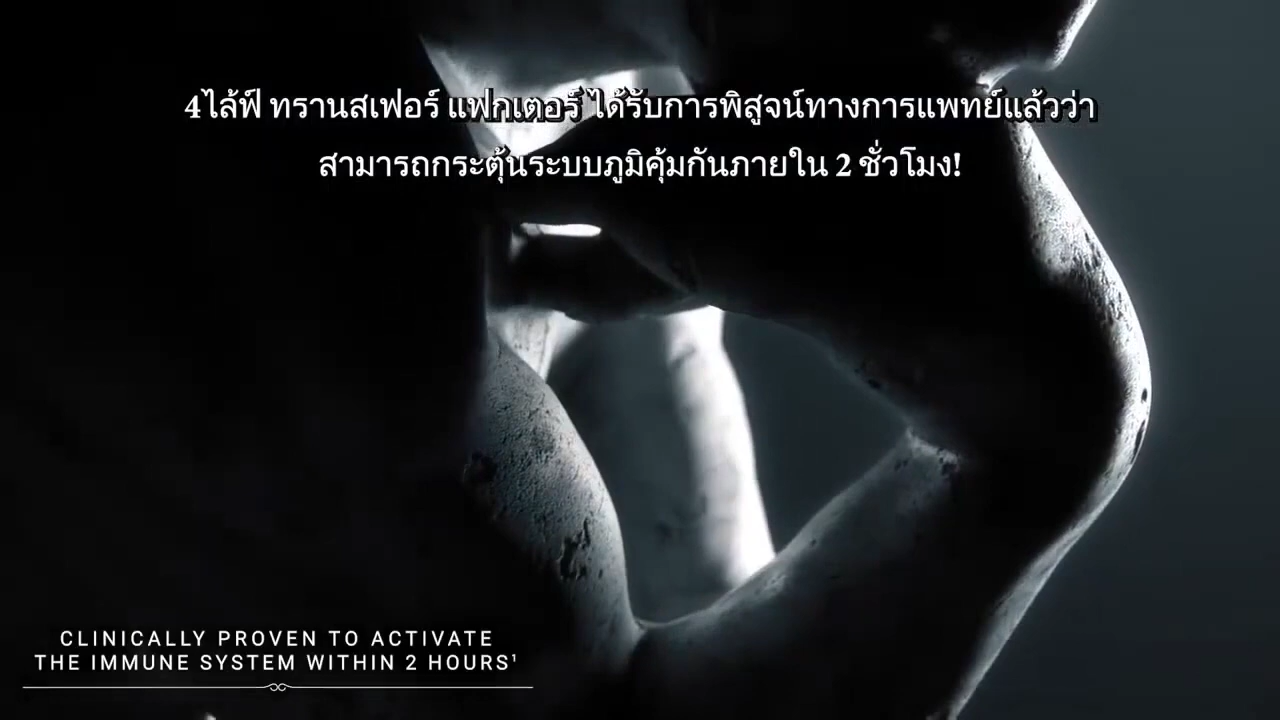 4ไล้ฟ์ ทรานสเฟอร์ แฟกเตอร์ ได้รับการพิสูจน์ทางการแพทย์แล้วว่า
สามารถกระตุ้นระบบภูมิคุ้มกันภายใน 2 ชั่วโมง!
CLINICALLY PROVEN TO ACTIVATE
THE IMMUNE SYSTEM WITHIN 2 HOURS¹